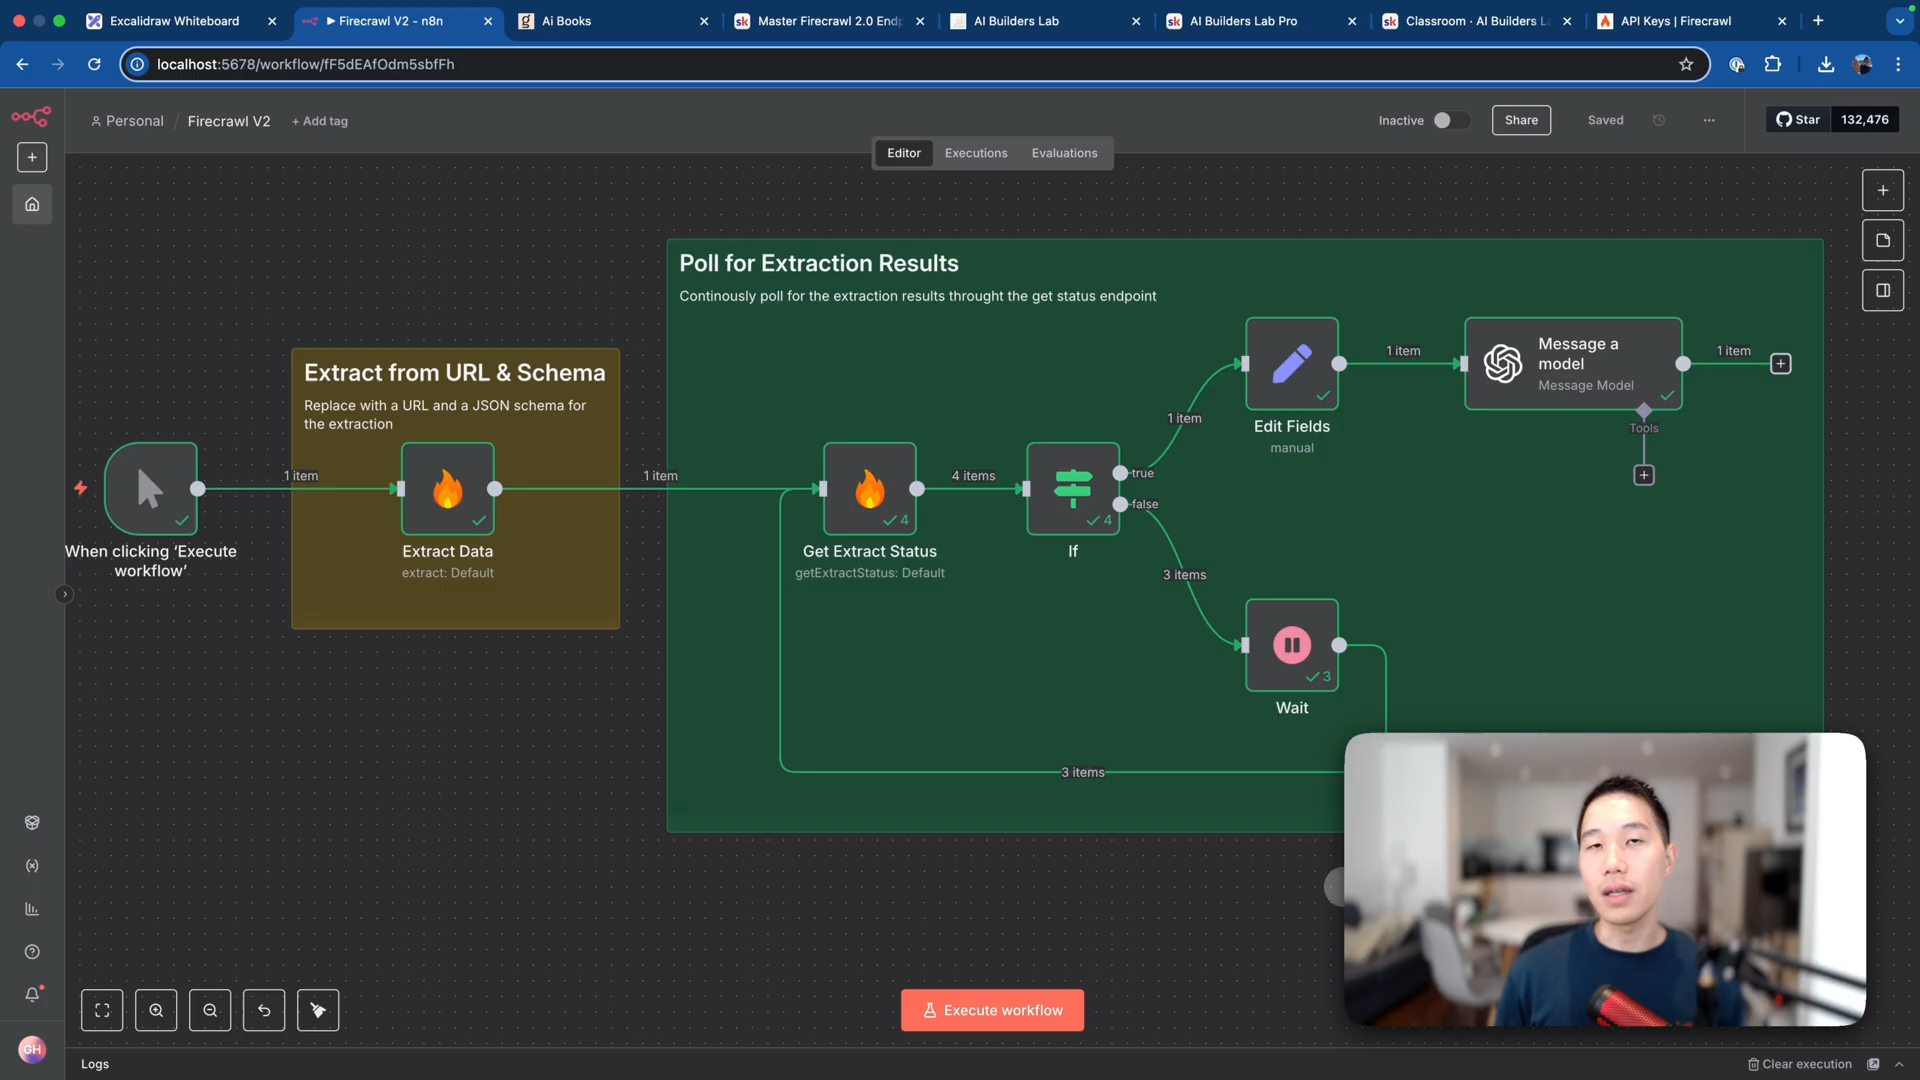 Excalidraw Whiteboard
Firecrawl V2 - n8n
Ai Books
Master Firecrawl 2.0 Endp
AI Builders Lab
AI Builders Lab Pro
Classroom · AI Builders L
API Keys | Firecrawl
localhost:5678/workflow/fF5dEAfOdm5sbfFh
Personal / Firecrawl V2 + Add tag
Inactive
Share
Saved
Star 132,476
Editor
Executions
Evaluations
Poll for Extraction Results
Continously poll for the extraction results throught the get status endpoint
Extract from URL & Schema
Replace with a URL and a JSON schema for
the extraction
1 item
1 item
Message a
model
Message Model
Tools
1 item
Edit Fields
manual
1 item
1 item
4 items
true
false
4
4
When clicking ‘Execute
workflow’
Extract Data
extract: Default
Get Extract Status
getExtractStatus: Default
If
3 items
3
Wait
3 items
Execute workflow
GH
Logs
Clear execution